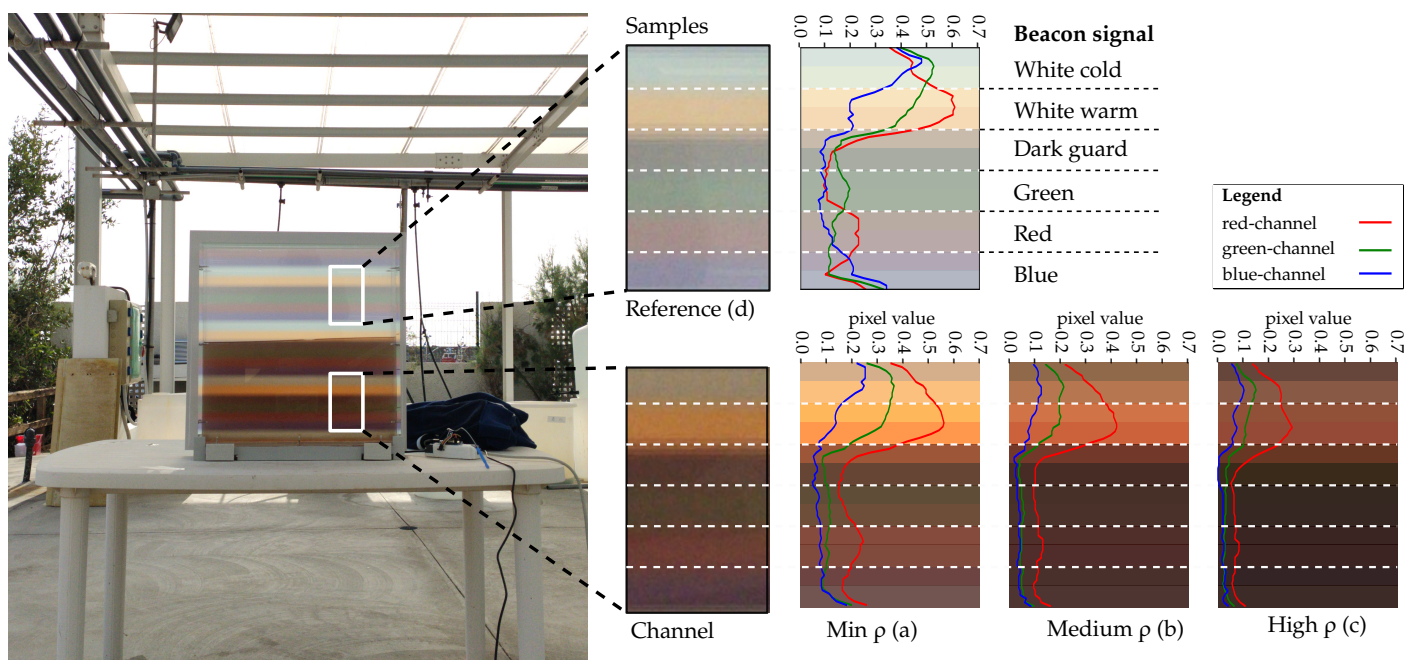 Samples
Reference (d)
Channel
0.0 0.1 0.2 0.3 0.4 0.5 0.6 0.7
Beacon signal
White cold
White warm
Dark guard
Green
Red
Blue
Legend
red-channel
green-channel
blue-channel
pixel value
0.0 0.1 0.2 0.3 0.4 0.5 0.6 0.7
Min ρ (a)
pixel value
0.0 0.1 0.2 0.3 0.4 0.5 0.6 0.7
Medium ρ (b)
pixel value
0.0 0.1 0.2 0.3 0.4 0.5 0.6 0.7
High ρ (c)